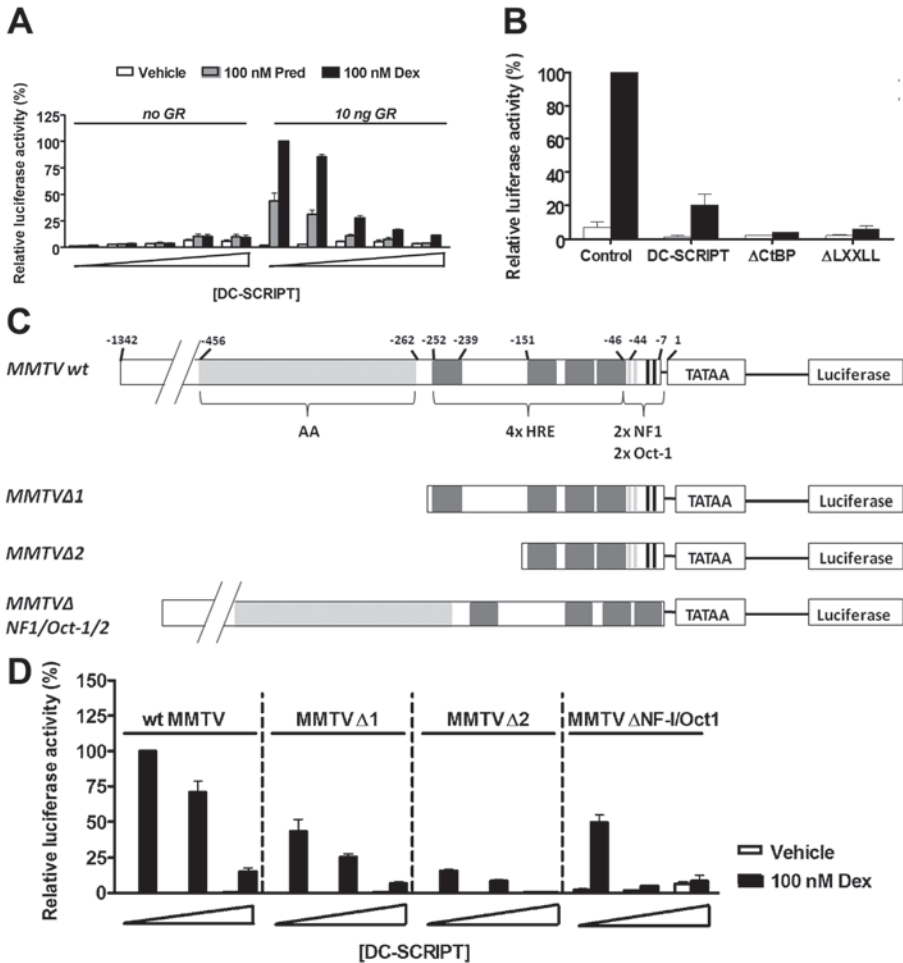 A
Vehicle 100 nM Pred 100 nM Dex
Relative luciferase activity (%)
125
100
75
50
25
0
no GR
10 ng GR
[DC-SCRIPT]
B
Relative luiferase activity (%)
100
80
60
40
20
0
Control DC-SCRIPT ΔCtBP ΔLXXLL
C
-1342 -456 -262 -252 -239 -151 -46 -44 -7 1
MMTV wt
TATAA
Luciferase
AA
4x HRE
2x NF1
2x Oct-1
MMTVΔ1
TATAA
Luciferase
MMTVΔ2
TATAA
Luciferase
MMTVΔ
NF1/Oct-1/2
TATAA
Luciferase
D
Relative luciferase activity (%)
150
125
100
75
50
25
0
wt MMTV
MMTV Δ1
MMTV Δ2
MMTV ΔNF-I/Oct1
Vehicle
100 nM Dex
[DC-SCRIPT]